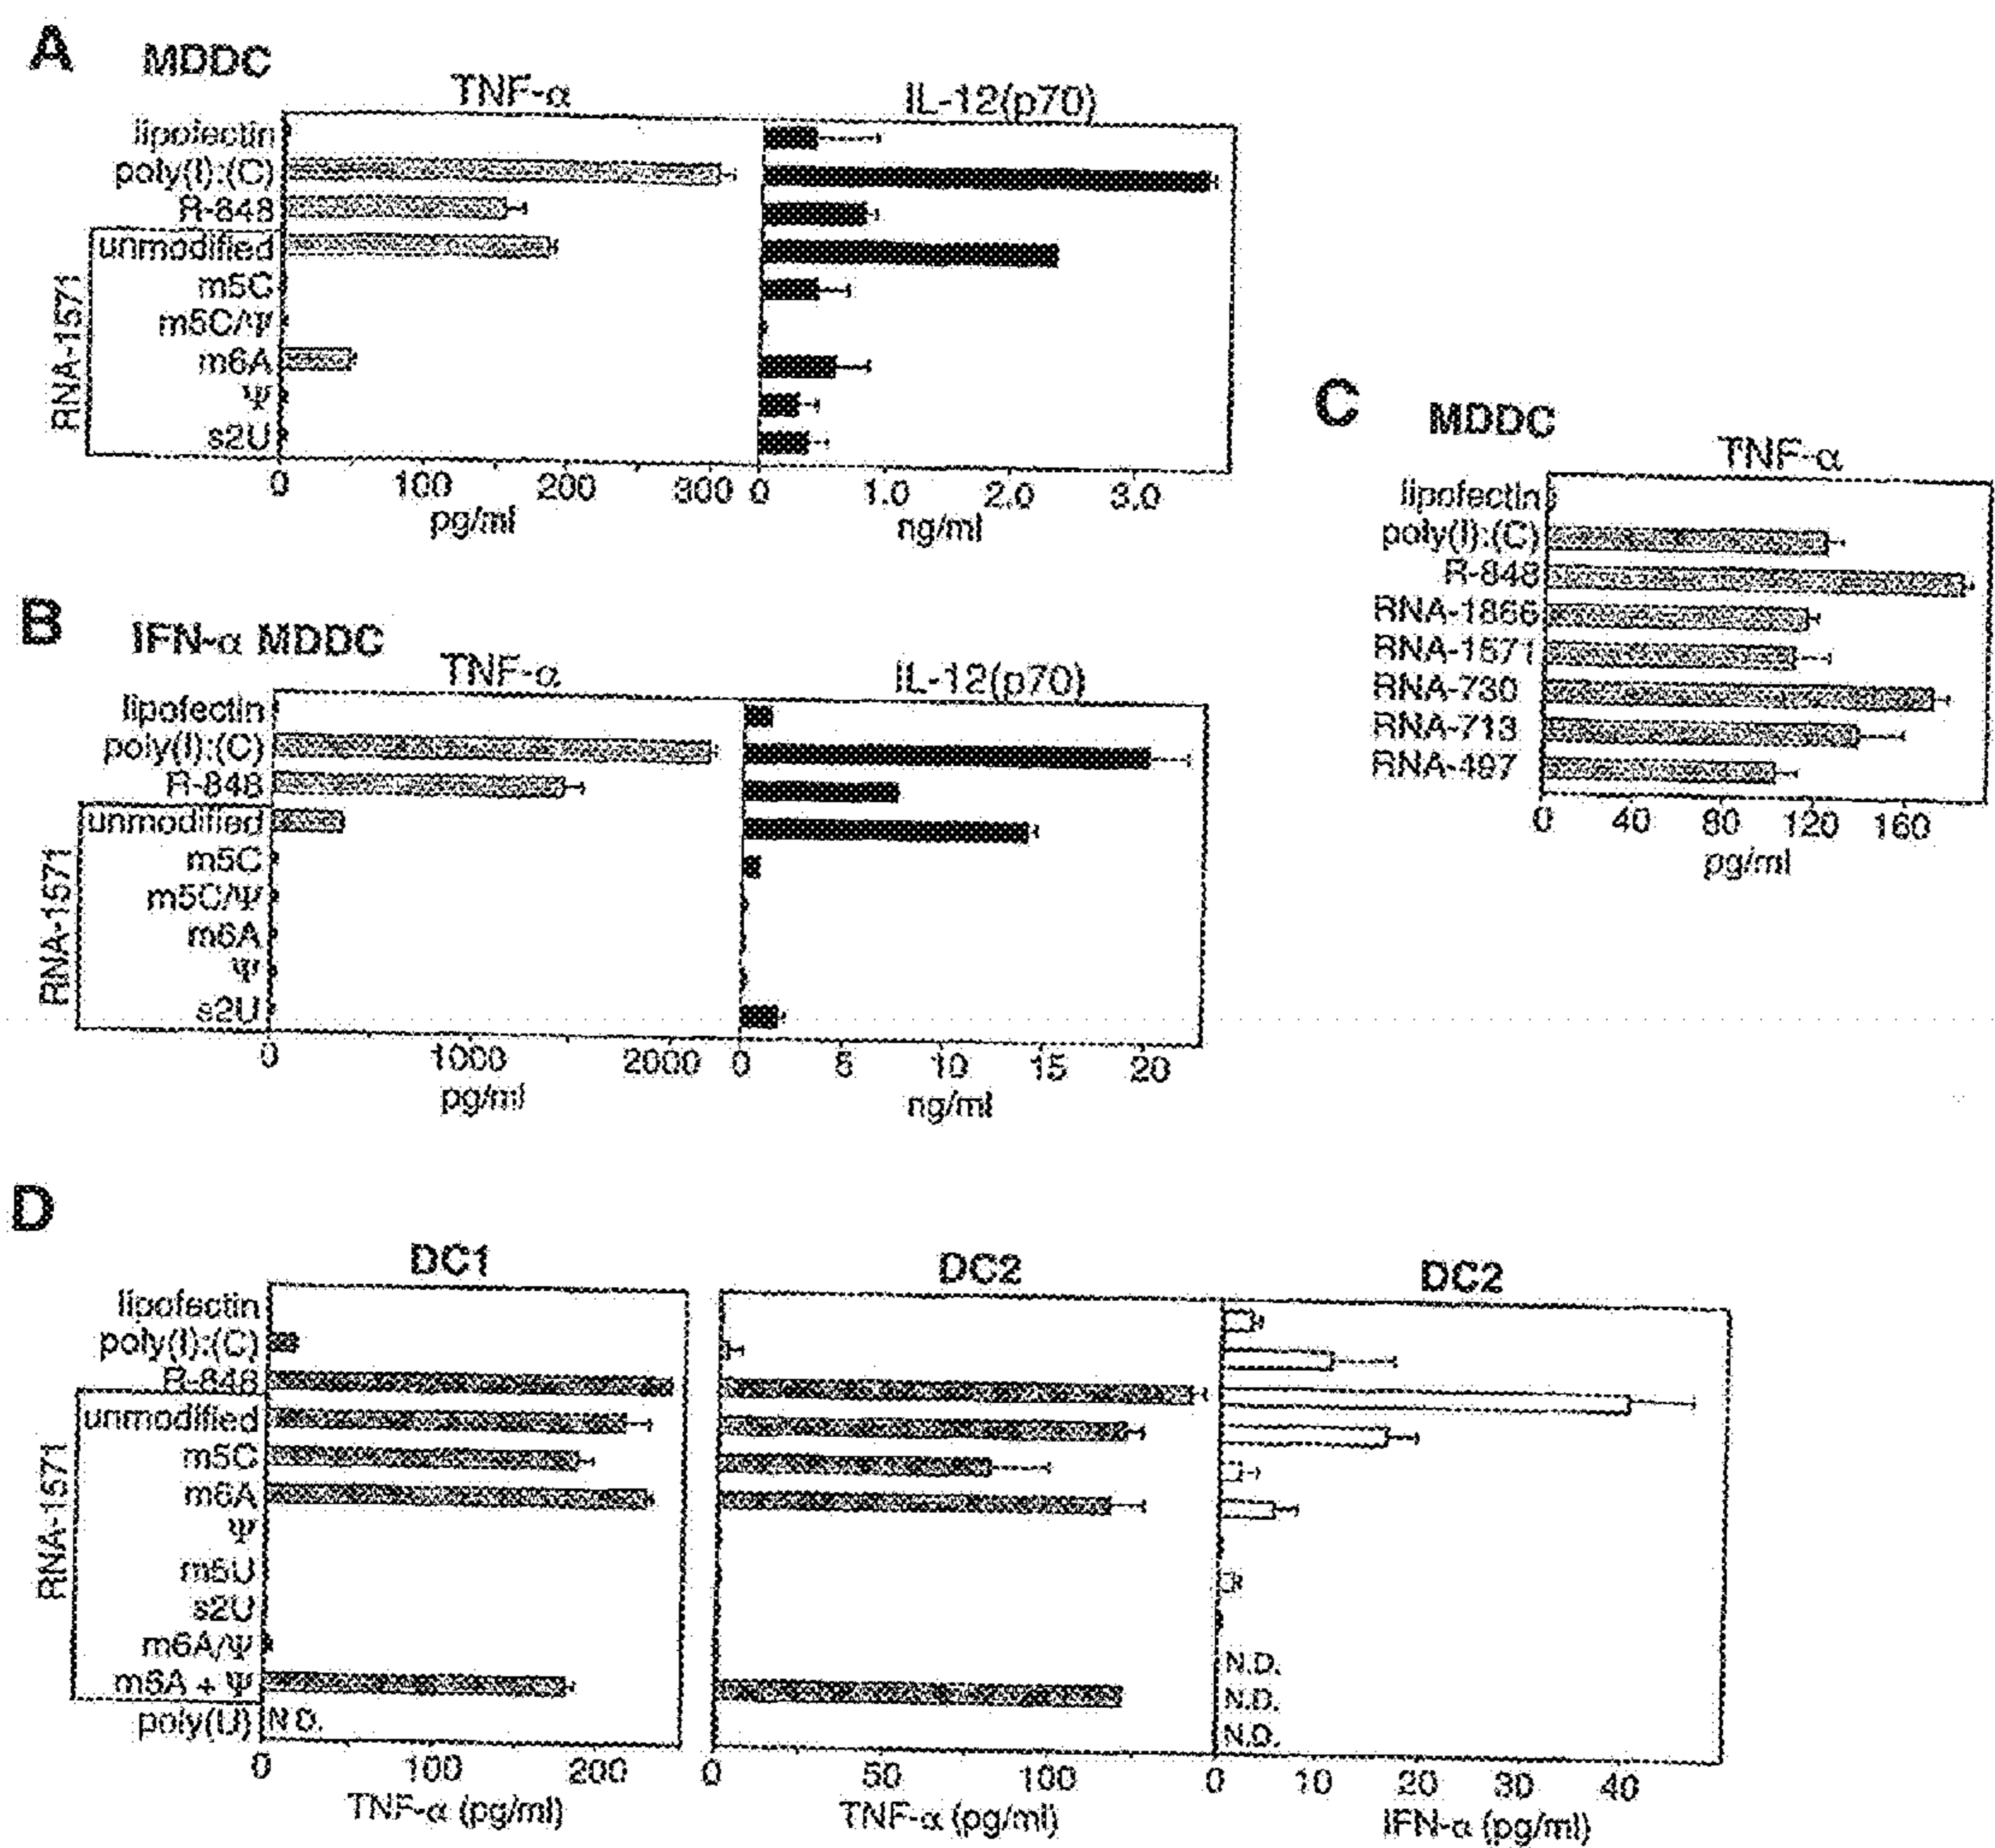 A
MDDC
TNF-α
IL-12(p70)
lipofectin
poly(I):(C)
R-848
unmodified
m5C
m5C/Ψ
m6A
Ψ
s2U
RNA-1571
0 100 200 300 0 1.0 2.0 3.0
pg/ml
ng/ml
B
IFN-α MDDC
TNF-α
IL-12(p70)
lipofectin
poly(I):(C)
R-848
unmodified
m5C
m5C/Ψ
m6A
Ψ
s2U
RNA-1571
0 1000 2000 0 5 10 15 20
pg/ml
ng/ml
C
MDDC
TNF-α
lipofectin
poly(I):(C)
R-848
RNA-1866
RNA-1571
RNA-730
RNA-713
RNA-497
0 40 80 120 160
pg/ml
D
DC1
DC2
DC2
lipofectin
poly(I):(C)
R-848
unmodified
m5C
m6A
Ψ
m5U
s2U
m6A/Ψ
N.D.
m6A + Ψ
N.D.
poly(U) N.D.
N.D.
RNA-1571
0 100 200
0 50 100
0 10 20 30 40
TNF-α (pg/ml)
TNF-α (pg/ml)
IFN-α (pg/ml)